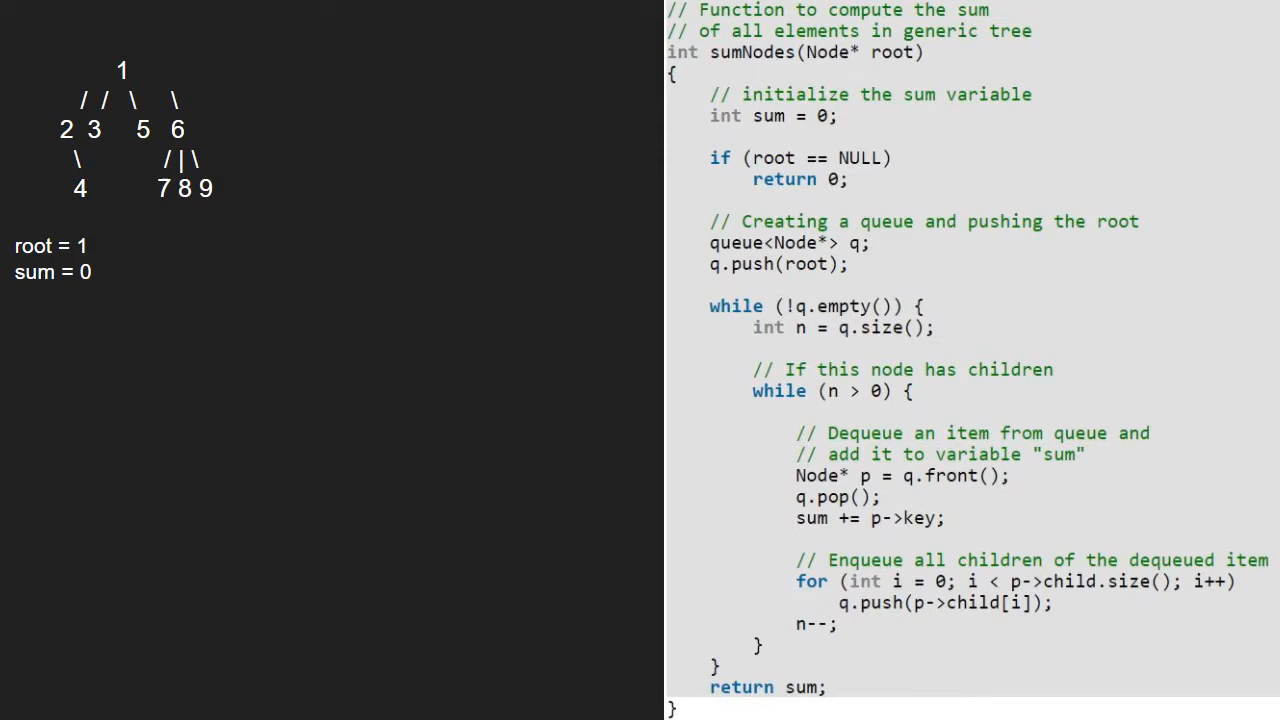 1
/ / \ \
2 3 5 6
\ / | \
4 7 8 9
root = 1
sum = 0
// Function to compute the sum
// of all elements in generic tree
int sumNodes(Node* root)
{
// initialize the sum variable
int sum = 0;
if (root == NULL)
return 0;
// Creating a queue and pushing the root
queue<Node*> q;
q.push(root);
while (!q.empty()) {
int n = q.size();
// If this node has children
while (n > 0) {
// Dequeue an item from queue and
// add it to variable "sum"
Node* p = q.front();
q.pop();
sum += p->key;
// Enqueue all children of the dequeued item
for (int i = 0; i < p->child.size(); i++)
q.push(p->child[i]);
n--;
}
}
return sum;
}